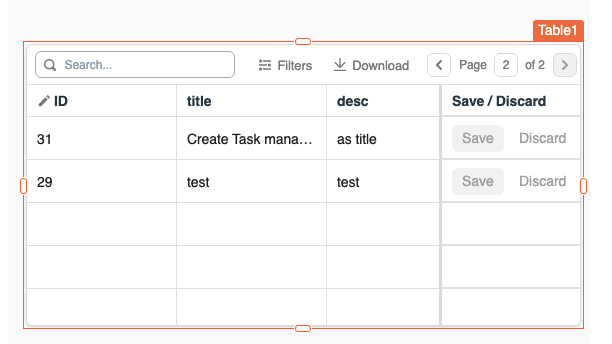 Table1
Search... Filters Download Page 2 of 2
ID title desc Save / Discard
31 Create Task mana... as title Save Discard
29 test test Save Discard